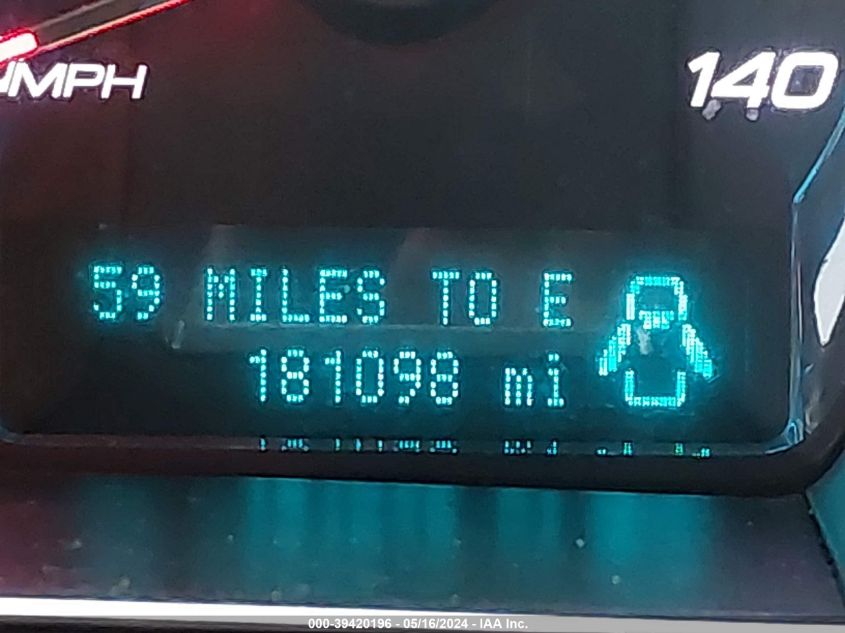 MPH
140
59 MILES TO E
181098 mi
000-39420196 - 05/16/2024 - IAA Inc.